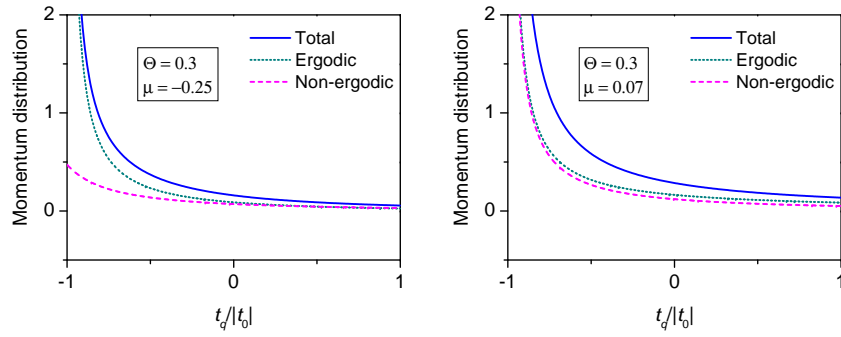 2
1
0
Momentum distribution
Θ = 0.3
μ = −0.25
Total
Ergodic
Non-ergodic
-1
0
1
t_q/|t_0|
2
1
0
Momentum distribution
Θ = 0.3
μ = 0.07
Total
Ergodic
Non-ergodic
-1
0
1
t_q/|t_0|